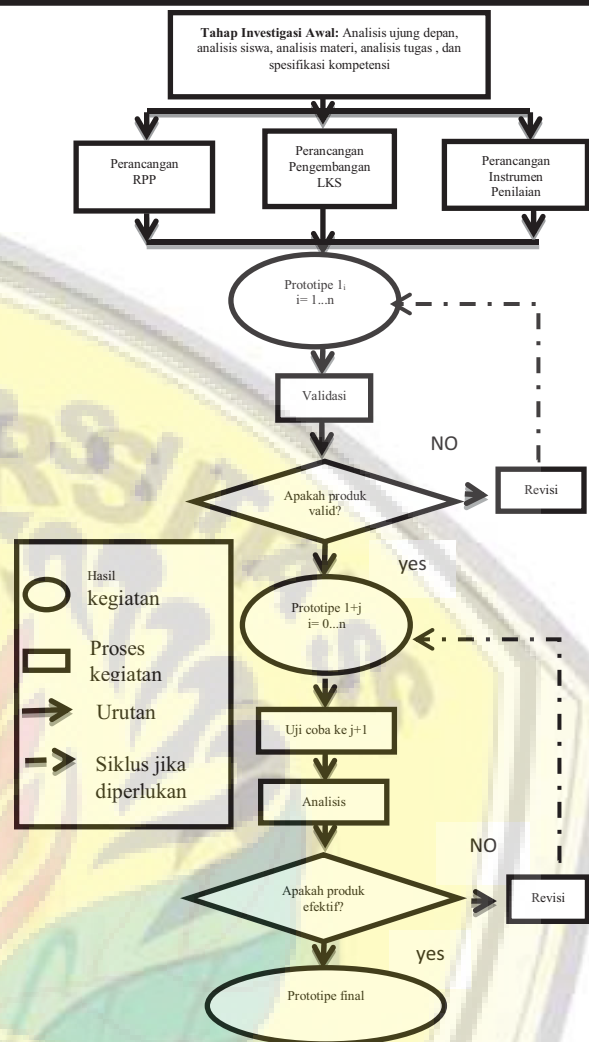 Tahap Investigasi Awal: Analisis ujung depan,
analisis siswa, analisis materi, analisis tugas , dan
spesifikasi kompetensi
Perancangan
RPP
Perancangan
Pengembangan
LKS
Perancangan
Instrumen
Penilaian
Prototipe 1i
i= 1...n
Validasi
NO
Apakah produk
valid?
Revisi
yes
Hasil
kegiatan
Proses
kegiatan
Urutan
Siklus jika
diperlukan
Prototipe 1+j
i= 0...n
Uji coba ke j+1
Analisis
NO
Apakah produk
efektif?
Revisi
yes
Prototipe final